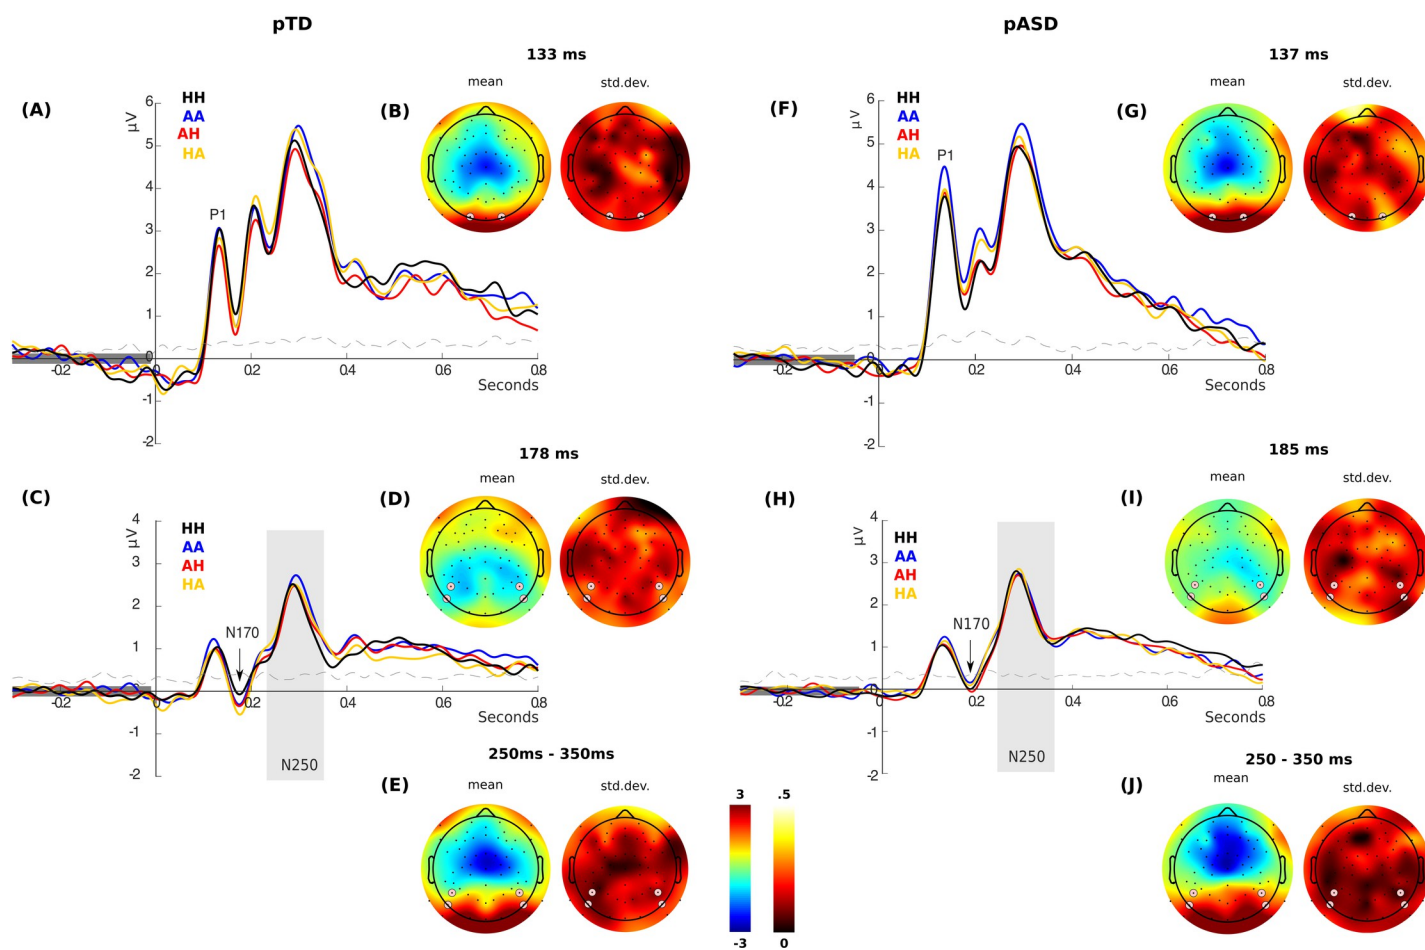 pTD
pASD
133 ms
137 ms
mean
std.dev.
mean
std.dev.
(A)
(B)
(F)
(G)
HH
AA
AH
HA
HH
AA
AH
HA
μV
μV
P1
P1
6
5
4
3
2
1
0
-1
-2
-0.2
0
0.2
0.4
0.6
0.8
Seconds
6
5
4
3
2
1
0
-1
-2
-0.2
0
0.2
0.4
0.6
0.8
Seconds
178 ms
185 ms
mean
std.dev.
mean
std.dev.
(C)
(D)
(H)
(I)
HH
AA
AH
HA
HH
AA
AH
HA
μV
μV
N170
N170
4
3
2
1
0
-1
-2
-0.2
0
0.2
0.4
0.6
0.8
Seconds
N250
4
3
2
1
0
-1
-2
-0.2
0
0.2
0.4
0.6
0.8
Seconds
N250
250ms - 350ms
250 - 350 ms
(E)
mean
std.dev.
(J)
mean
std.dev.
3
.5
-3
0